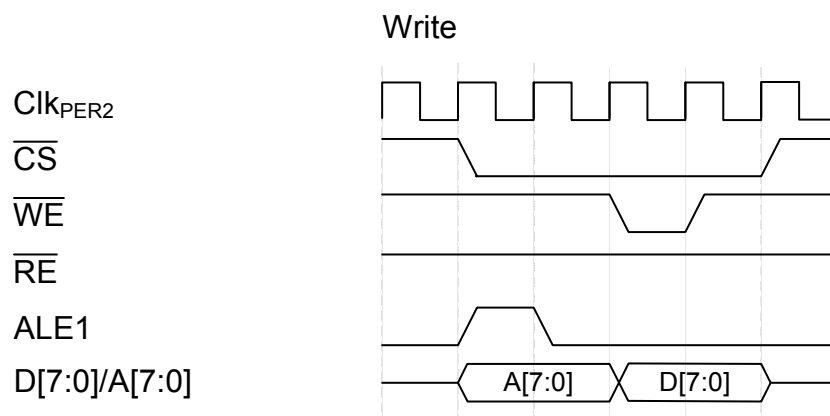 Write
ClkPER2
CS
WE
RE
ALE1
D[7:0]/A[7:0]
A[7:0]
D[7:0]